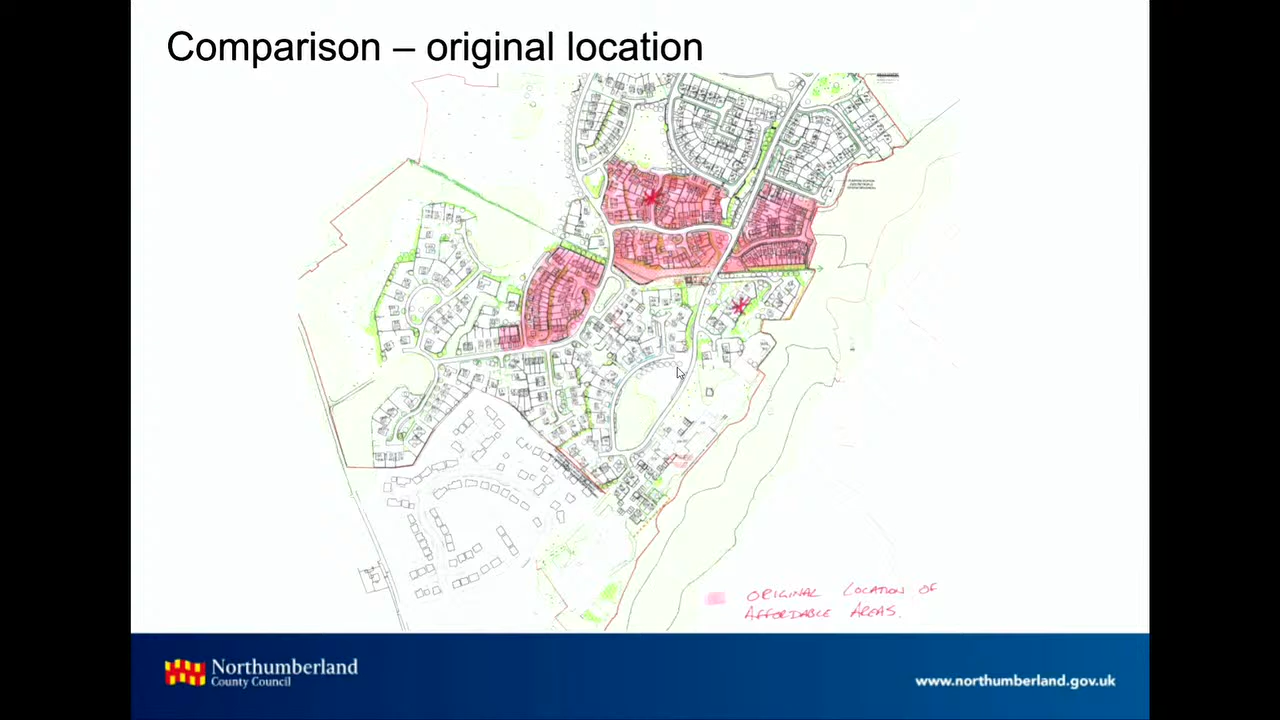 Comparison – original location
ORIGINAL LOCATION OF
AFFORDABLE AREAS.
Northumberland
County Council
www.northumberland.gov.uk